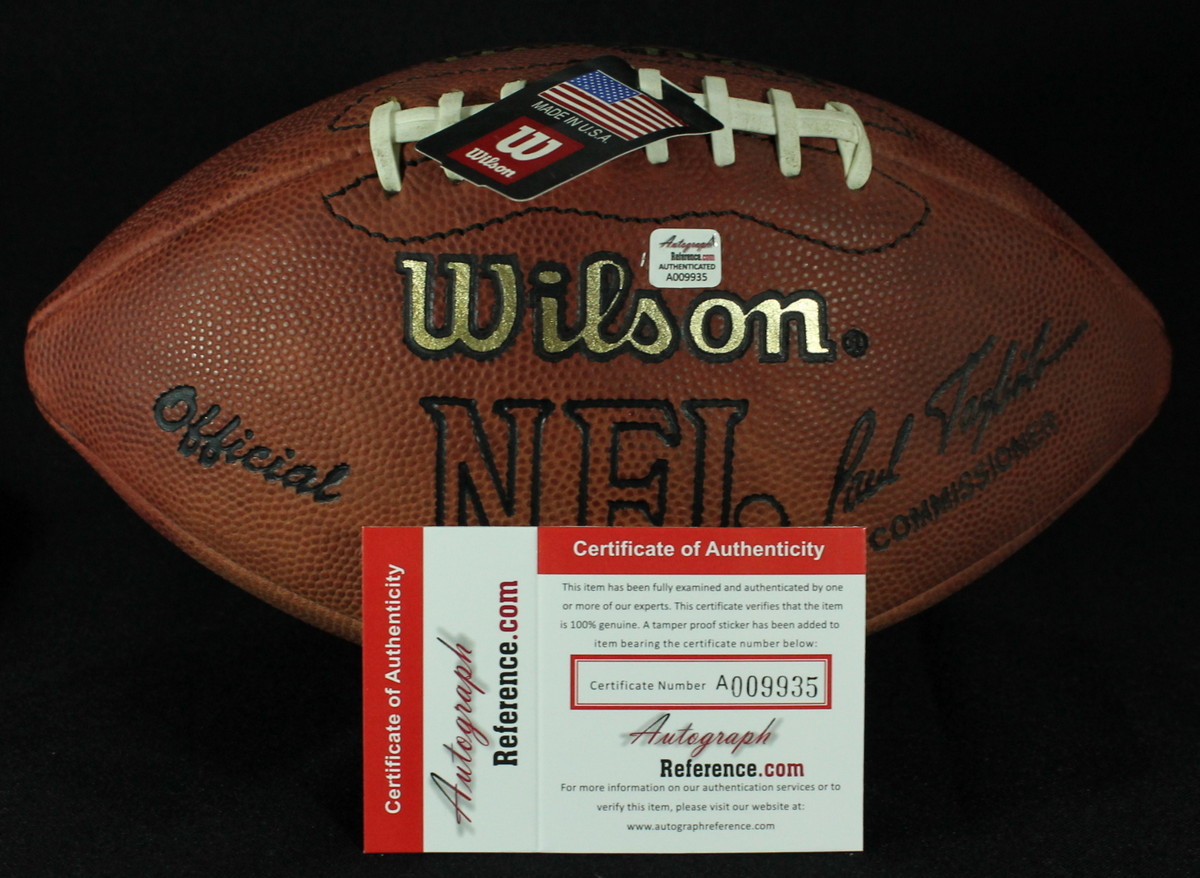 MADE IN U.S.A.
W
Wilson
Autograph
Reference.com
AUTHENTICATED
A009935
Wilson
®
NFL
Official
Paul Tagliabue
COMMISSIONER
Certificate of Authenticity
Autograph
Reference.com
Certificate of Authenticity
This item has been fully examined and authenticated by one
or more of our experts. This certificate verifies that the item
is 100% genuine. A tamper proof sticker has been added to
item bearing the certificate number below:
Certificate Number A009935
Autograph
Reference.com
For more information on our authentication services or to
verify this item, please visit our website at:
www.autographreference.com